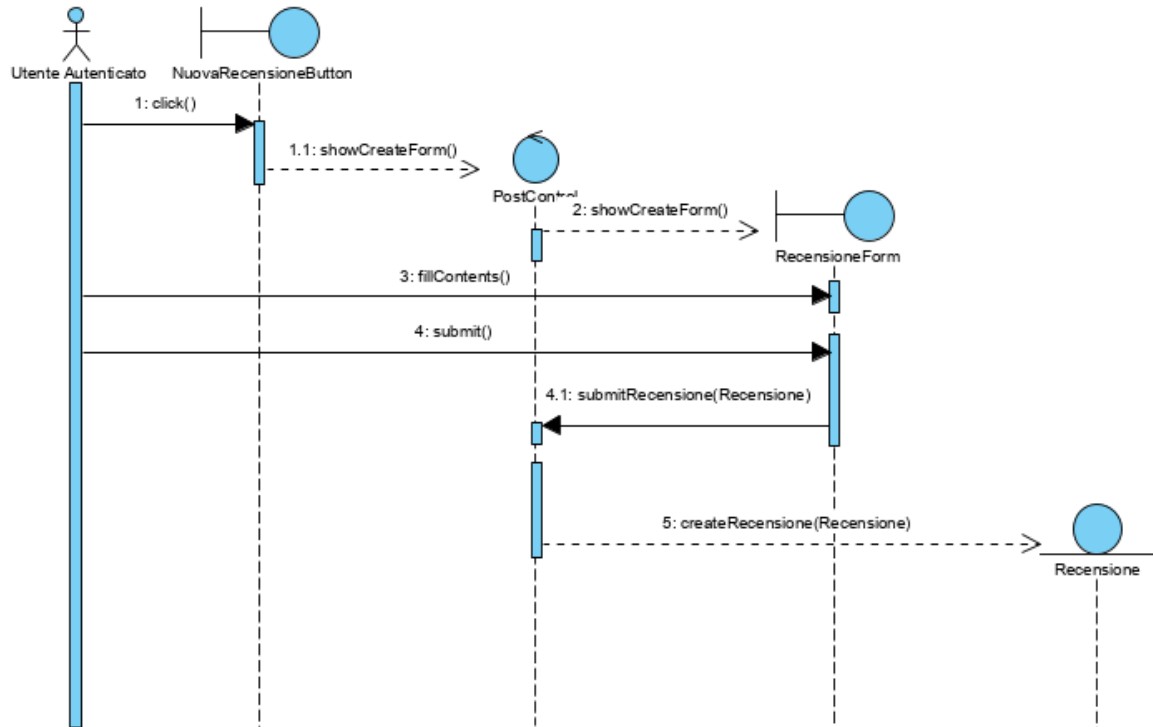 Utente Autenticato
NuovaRecensioneButton
1: click()
1.1: showCreateForm()
PostControl
2: showCreateForm()
RecensioneForm
3: fillContents()
4: submit()
4.1: submitRecensione(Recensione)
5: createRecensione(Recensione)
Recensione